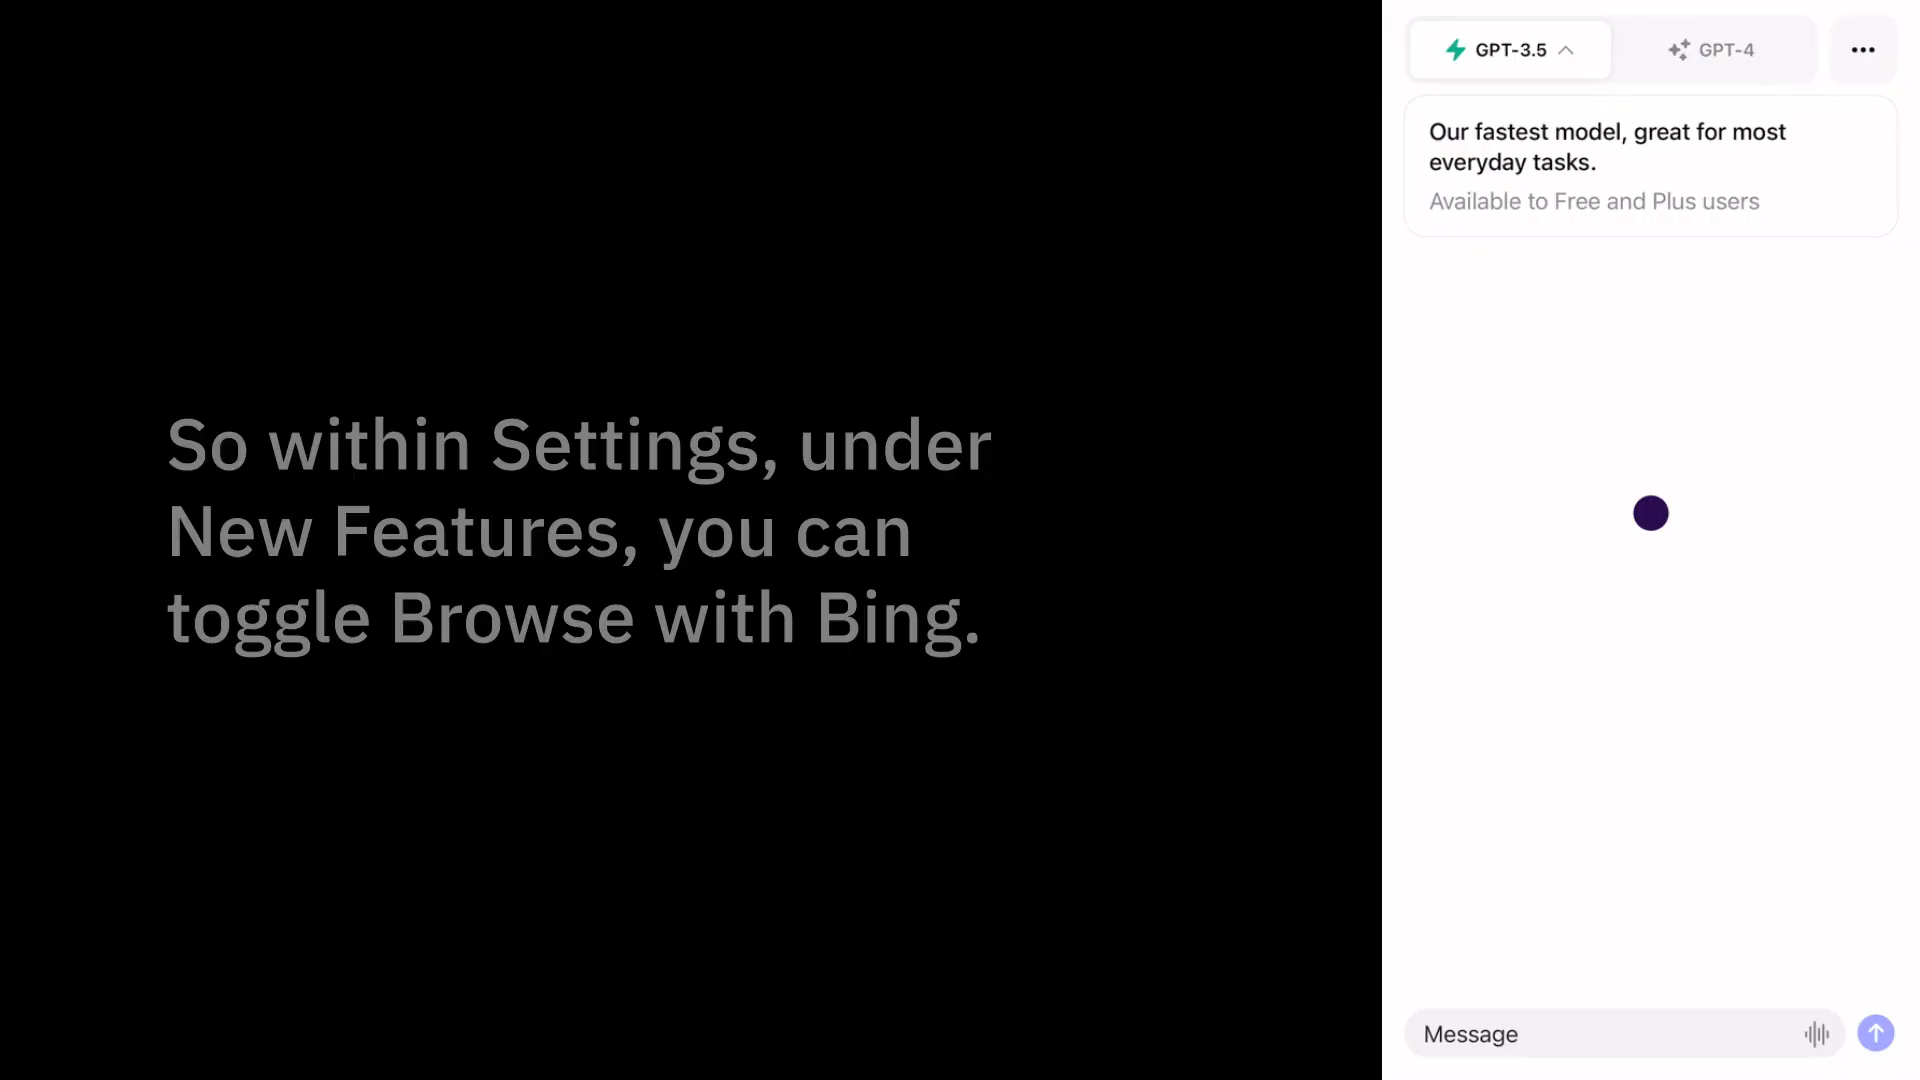 So within Settings, under
New Features, you can
toggle Browse with Bing.
GPT-3.5
GPT-4
Our fastest model, great for most
everyday tasks.
Available to Free and Plus users
Message